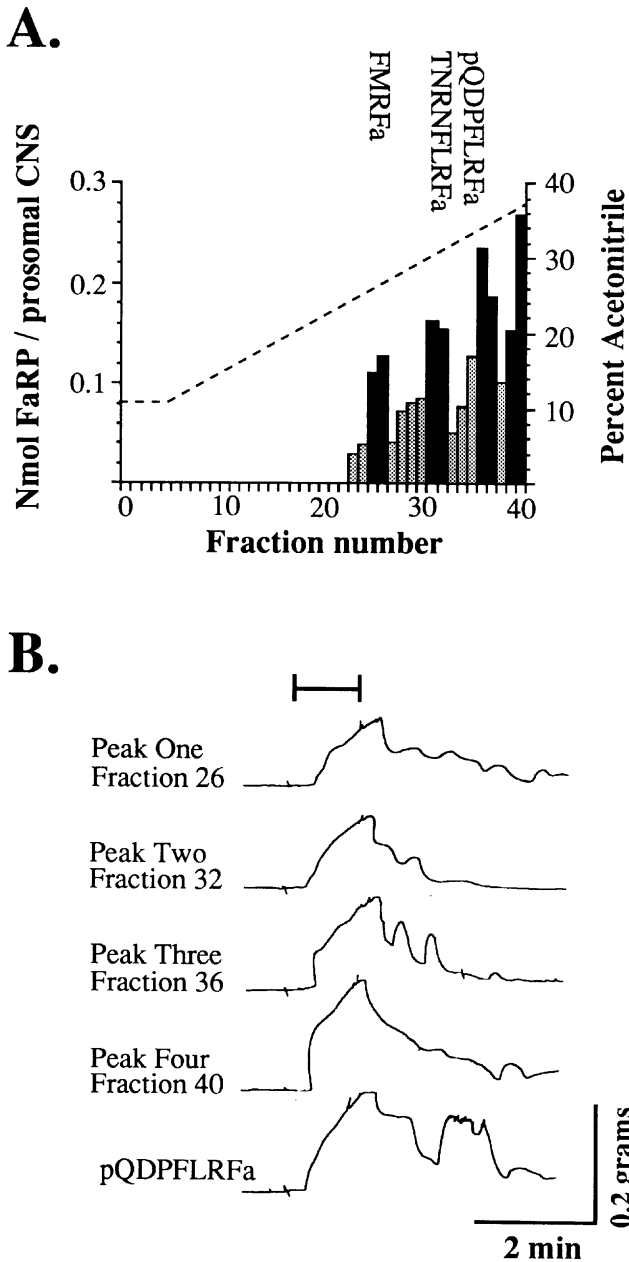 A.
FMRFa
TNRNFLRFa
pQDPFLRFa
Nmol FaRP / prosomal CNS
0.3
0.2
0.1
40
30
20
10
Percent Acetonitrile
0 10 20 30 40
Fraction number
B.
Peak One
Fraction 26
Peak Two
Fraction 32
Peak Three
Fraction 36
Peak Four
Fraction 40
pQDPFLRFa
0.2 grams
2 min